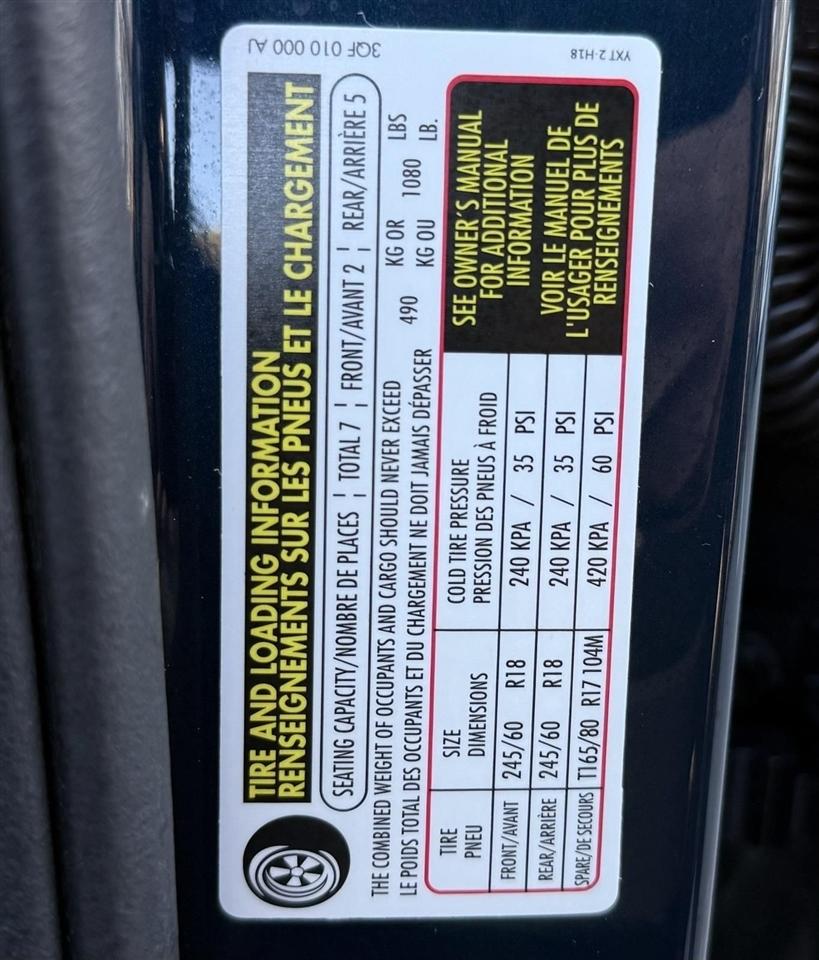 TIRE AND LOADING INFORMATION
RENSEIGNEMENTS SUR LES PNEUS ET LE CHARGEMENT
SEATING CAPACITY/NOMBRE DE PLACES ¦ TOTAL 7 ¦ FRONT/AVANT 2 ¦ REAR/ARRIÈRE 5
THE COMBINED WEIGHT OF OCCUPANTS AND CARGO SHOULD NEVER EXCEED 490 KG OR 1080 LBS
LE POIDS TOTAL DES OCCUPANTS ET DU CHARGEMENT NE DOIT JAMAIS DÉPASSER KG OU LB.
TIRE SIZE COLD TIRE PRESSURE
PNEU DIMENSIONS PRESSION DES PNEUS À FROID
FRONT/AVANT 245/60 R18 240 KPA / 35 PSI
REAR/ARRIÈRE 245/60 R18 240 KPA / 35 PSI
SPARE/DE SECOURS T165/80 R17 104M 420 KPA / 60 PSI
SEE OWNER'S MANUAL
FOR ADDITIONAL
INFORMATION
VOIR LE MANUEL DE
L'USAGER POUR PLUS DE
RENSEIGNEMENTS
3QF 010 000 AJ
YXT 2-H18